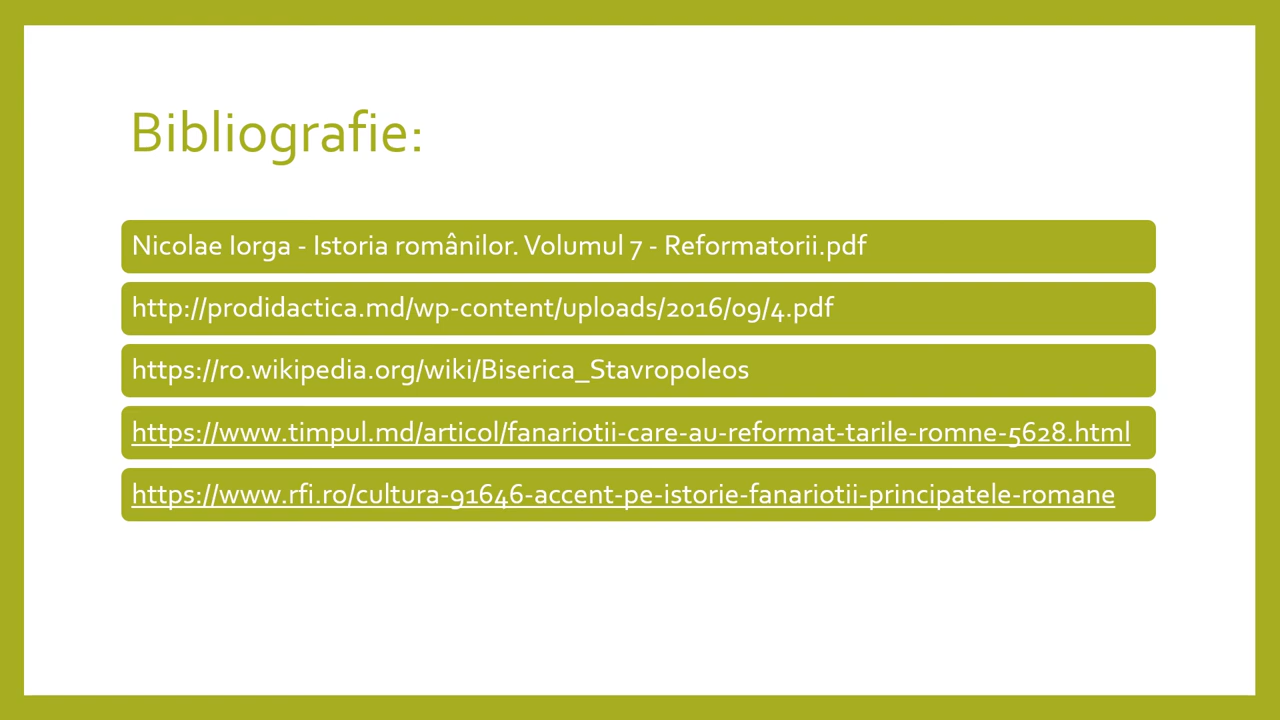 Bibliografie:
Nicolae Iorga - Istoria românilor. Volumul 7 - Reformatorii.pdf
http://prodidactica.md/wp-content/uploads/2016/09/4.pdf
https://ro.wikipedia.org/wiki/Biserica_Stavropoleos
https://www.timpul.md/articol/fanariotii-care-au-reformat-tarile-romne-5628.html
https://www.rfi.ro/cultura-91646-accent-pe-istorie-fanariotii-principatele-romane